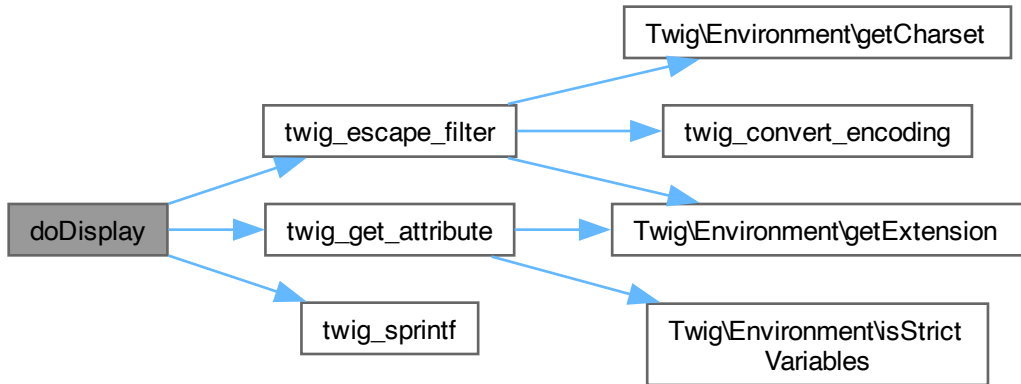 Twig\Environment\getCharset
twig_escape_filter
twig_convert_encoding
doDisplay
twig_get_attribute
Twig\Environment\getExtension
twig_sprintf
Twig\Environment\isStrict
Variables